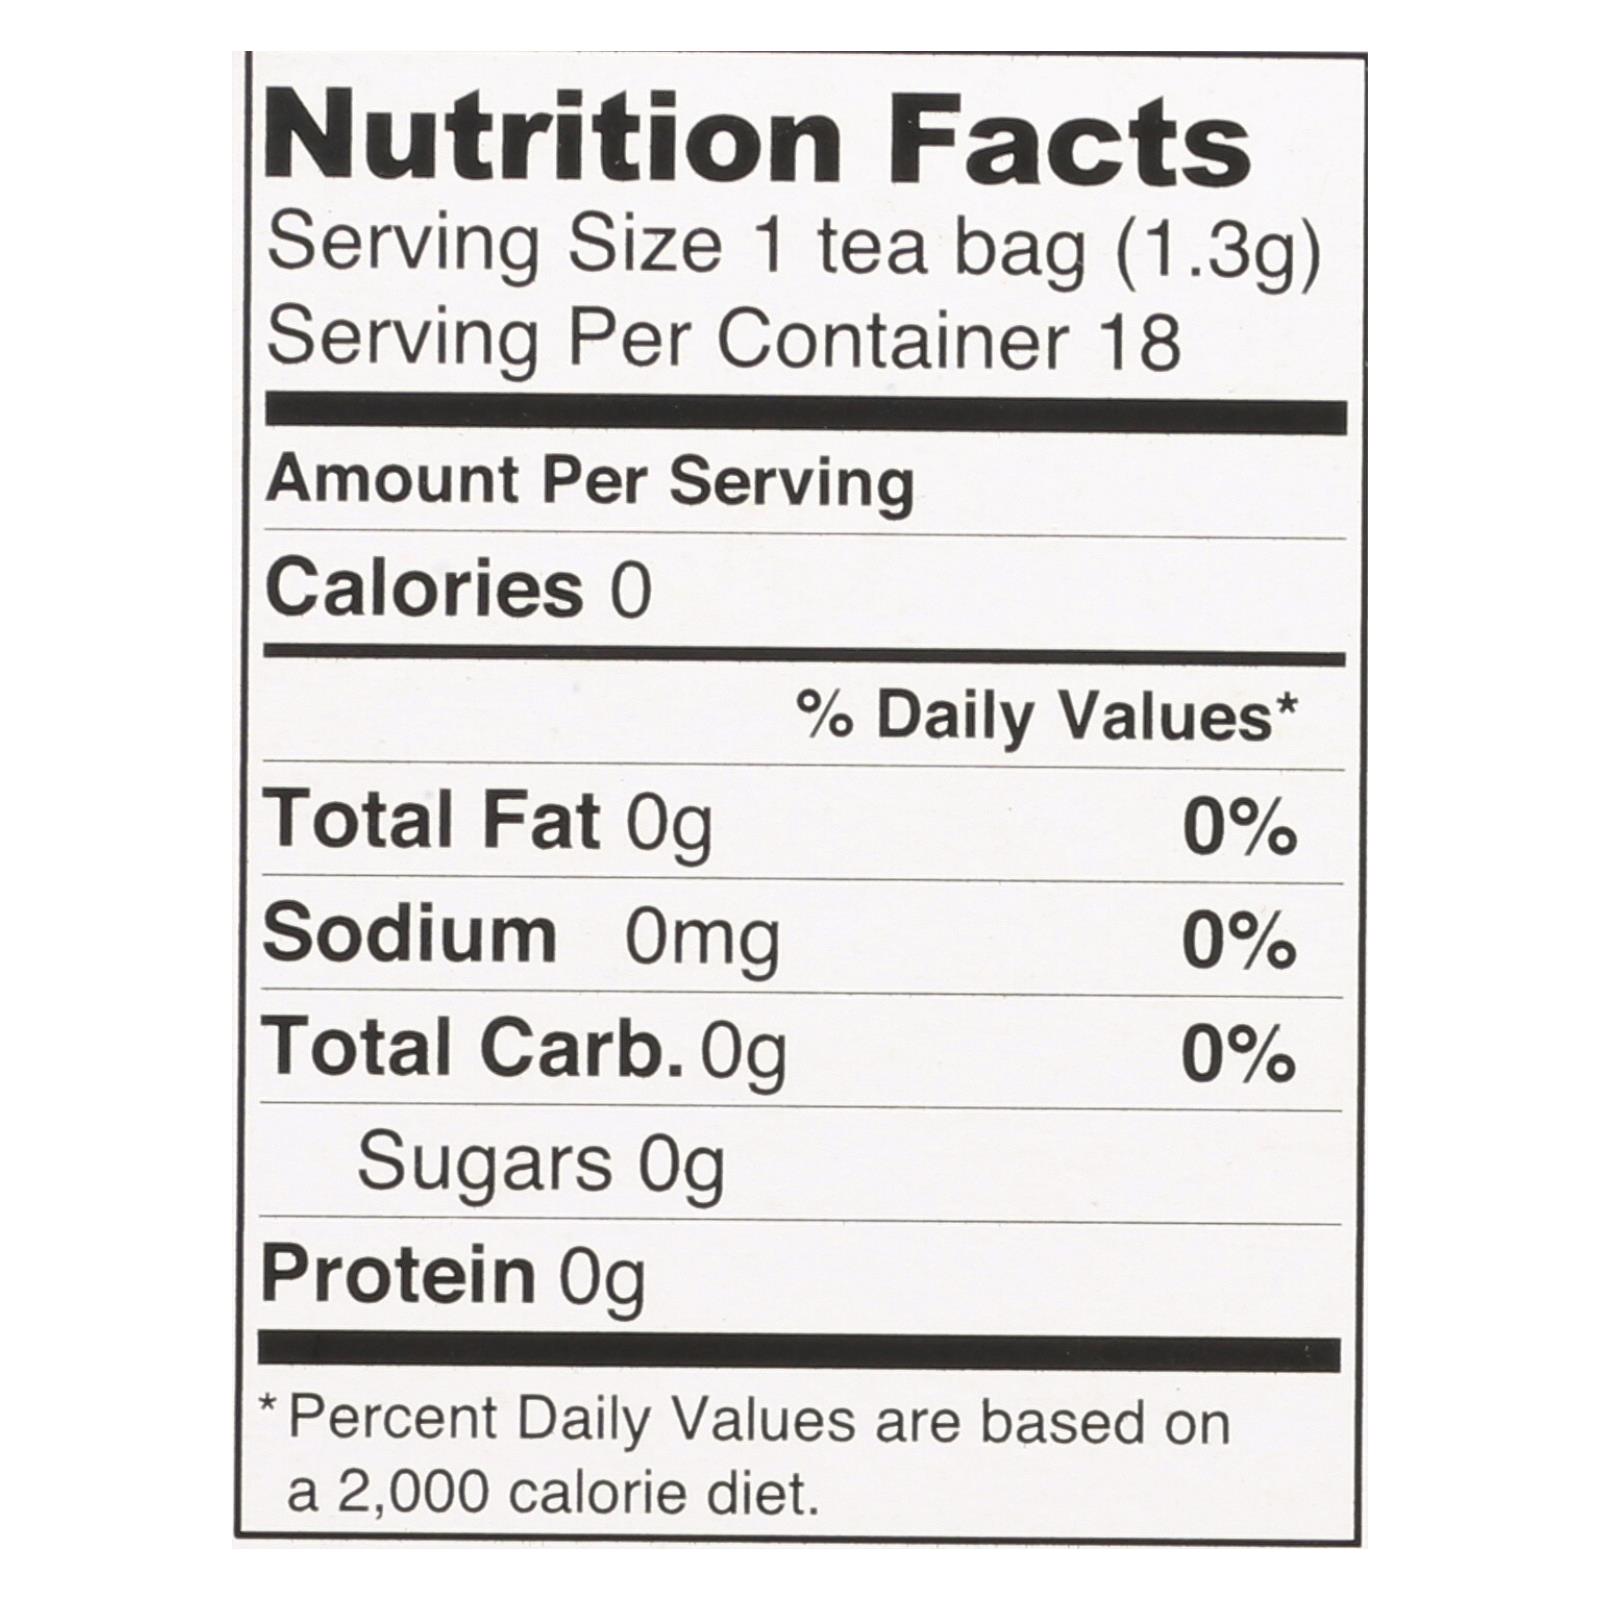 Nutrition Facts
Serving Size 1 tea bag (1.3g)
Serving Per Container 18
Amount Per Serving
Calories 0
% Daily Values*
Total Fat 0g 0%
Sodium 0mg 0%
Total Carb. 0g 0%
Sugars 0g
Protein 0g
* Percent Daily Values are based on
a 2,000 calorie diet.